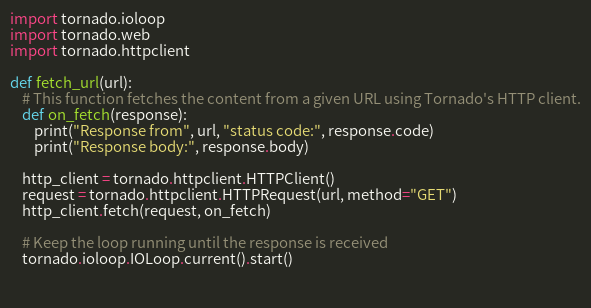 import tornado.ioloop
import tornado.web
import tornado.httpclient
def fetch_url(url):
# This function fetches the content from a given URL using Tornado's HTTP client.
def on_fetch(response):
print("Response from", url, "status code:", response.code)
print("Response body:", response.body)
http_client = tornado.httpclient.HTTPClient()
request = tornado.httpclient.HTTPRequest(url, method="GET")
http_client.fetch(request, on_fetch)
# Keep the loop running until the response is received
tornado.ioloop.IOLoop.current().start()